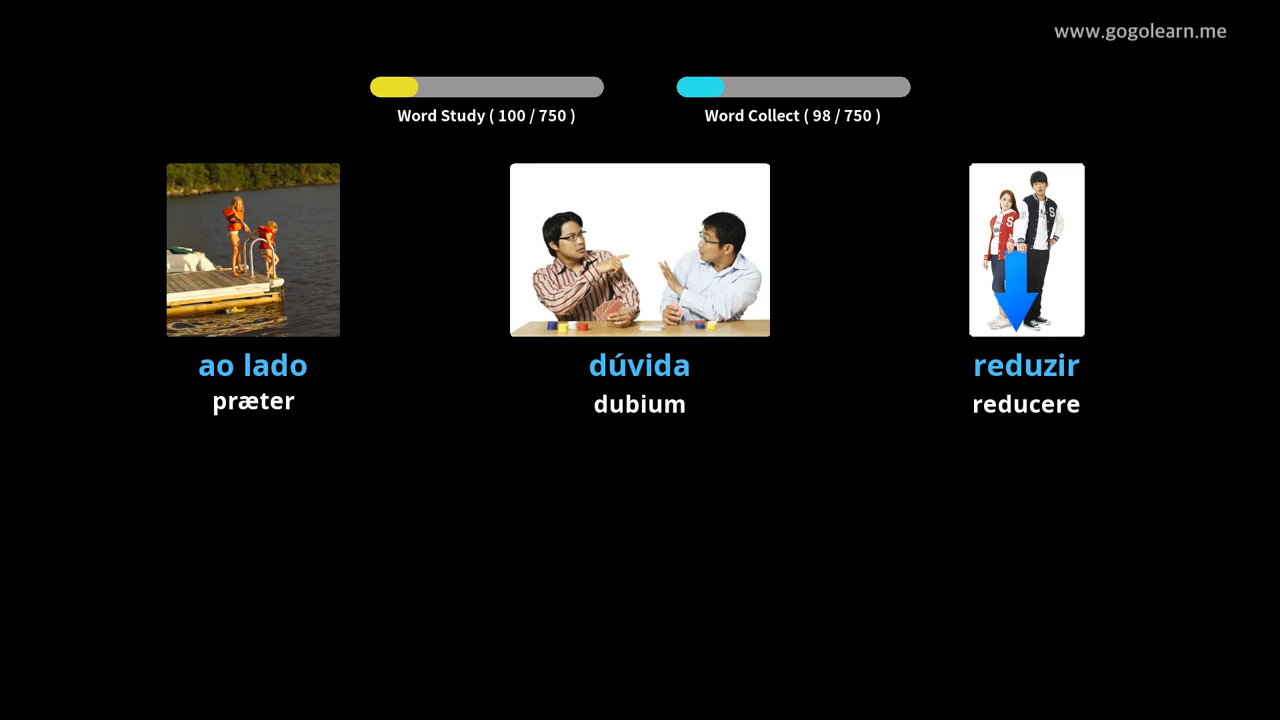 www.gogolearn.me
Word Study ( 100 / 750 )
Word Collect ( 98 / 750 )
ao lado
præter
dúvida
dubium
reduzir
reducere